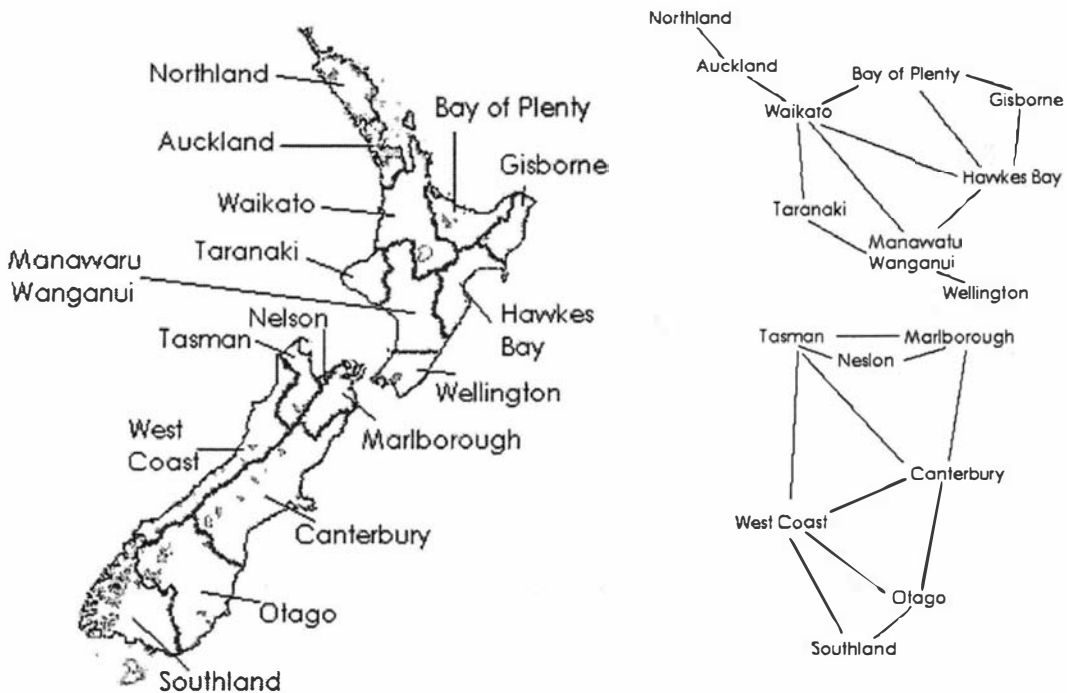 Northland
Auckland
Waikato
Taranaki
Manawaru
Wanganui
Nelson
Tasman
West
Coast
Bay of Plenty
Gisborne
Hawkes
Bay
Wellington
Marlborough
Canterbury
Otago
Southland
Northland
Auckland
Bay of Plenty
Waikato
Gisborne
Hawkes Bay
Taranaki
Manawatu
Wanganui
Wellington
Tasman
Marlborough
Neslon
Canterbury
West Coast
Otago
Southland